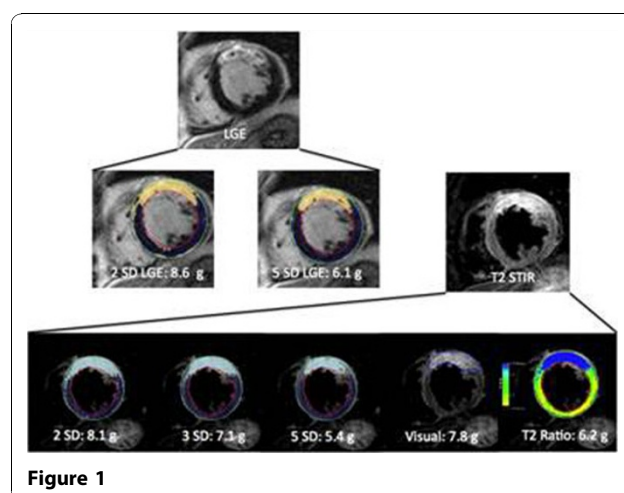 LGE
2 SD LGE: 8.6 g
5 SD LGE: 6.1 g
T2 STIR
2 SD: 8.1 g
3 SD: 7.1 g
5 SD: 5.4 g
Visual: 7.8 g
T2 Ratio: 6.2 g
Figure 1